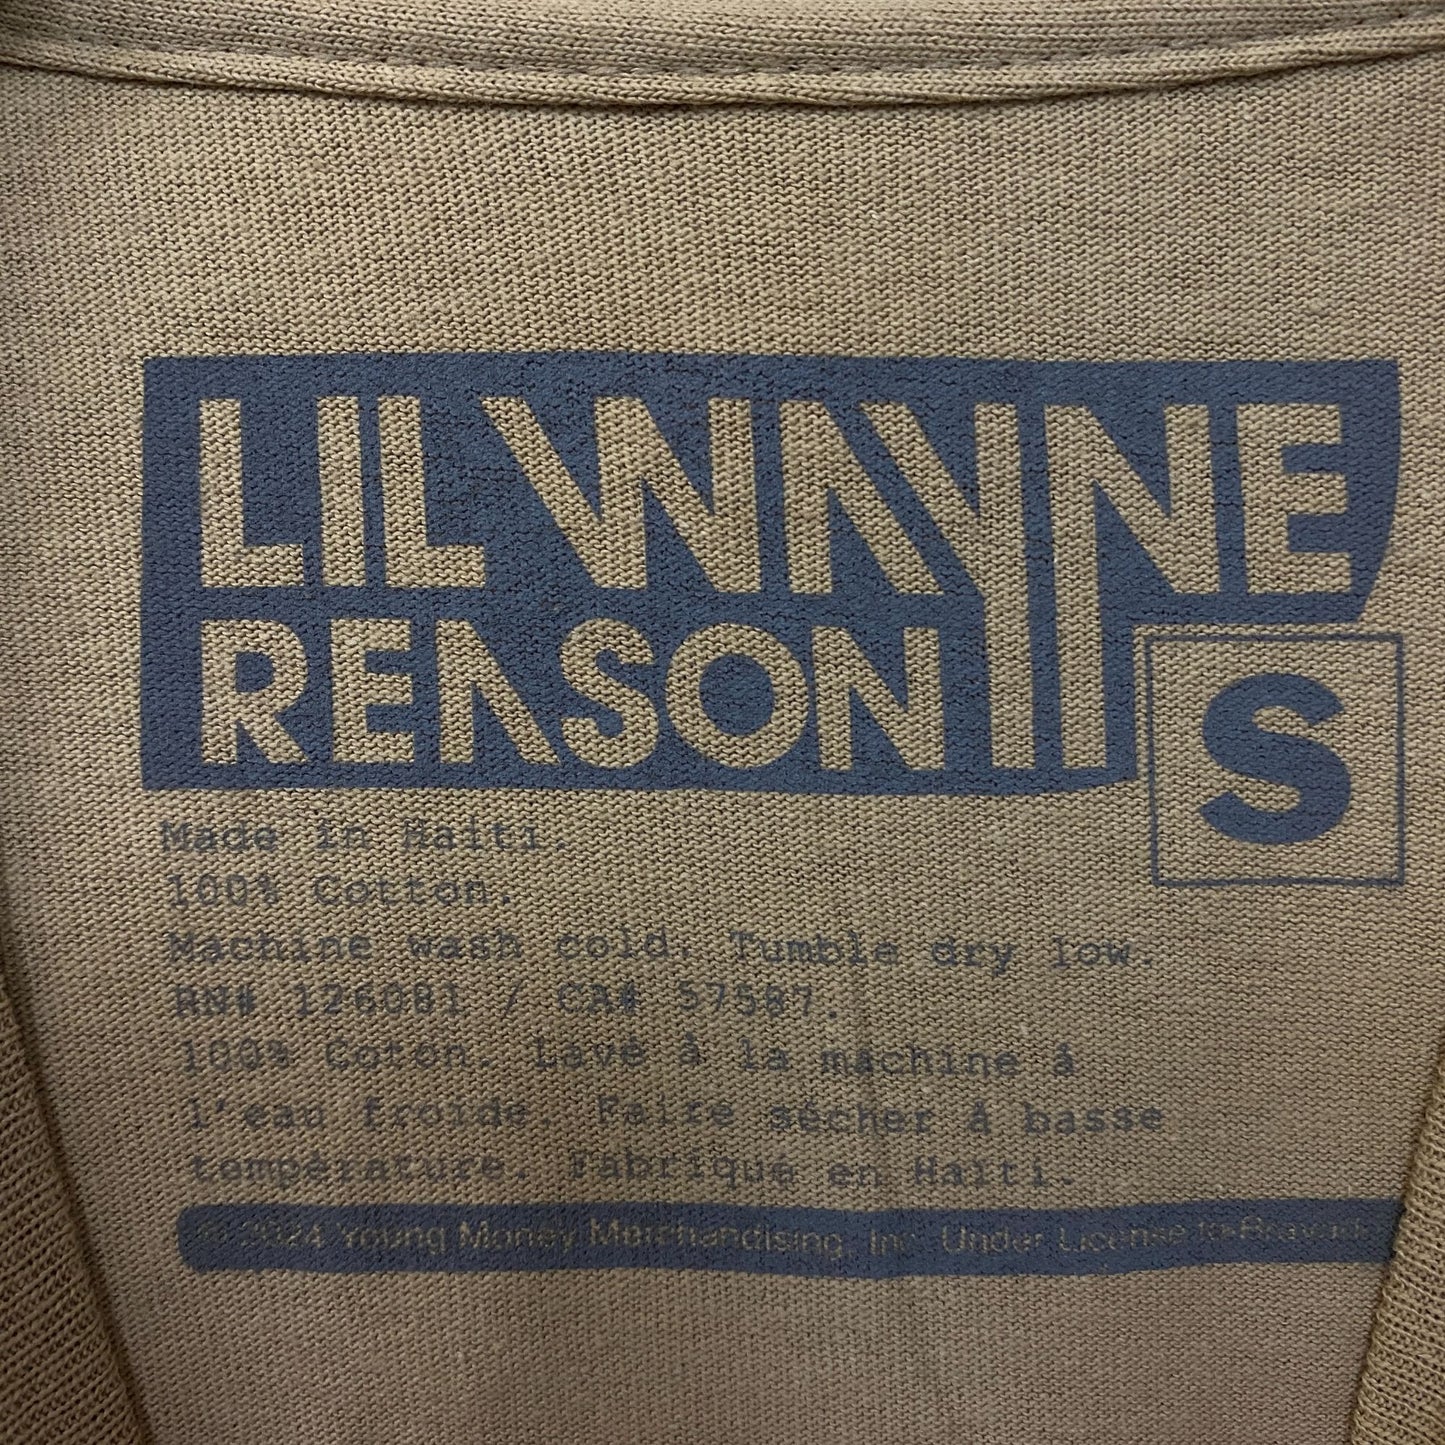 LIL WAYNE
REASON
S
Made in Haiti.
100% Cotton.
Machine wash cold. Tumble dry low.
RN# 126081 / CA# 57587.
100% Coton. Lavé à la machine á
l'eau froide. Faire sécher á basse
température. Fabrique en Haïti.
© 2024 Young Money Merchandising, Inc. Under License to Bravado